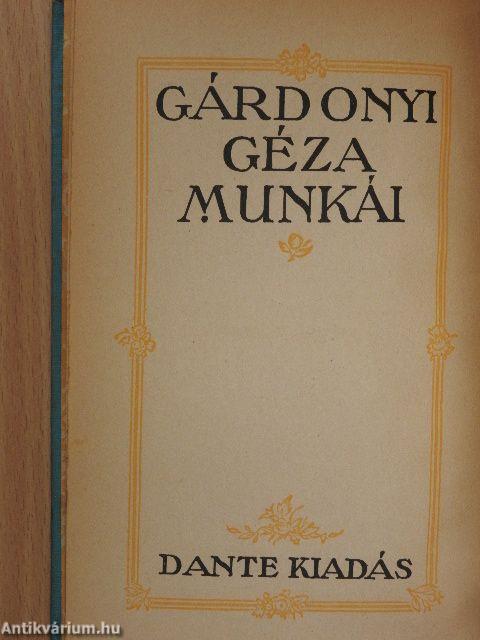 GÁRDONYI
GÉZA
MUNKÁI
DANTE KIADÁS
Antikvárium.hu